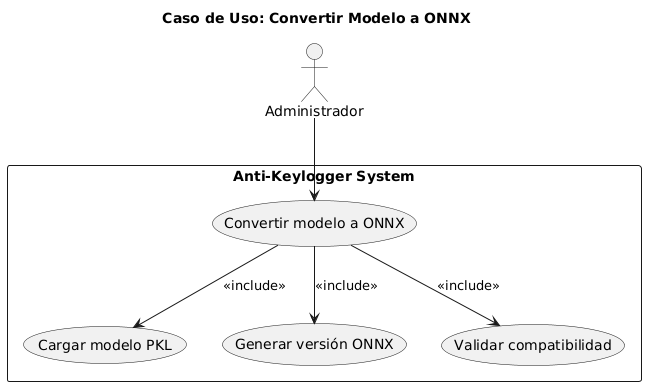 Caso de Uso: Convertir Modelo a ONNX
Administrador
Anti-Keylogger System
Convertir modelo a ONNX
«include»
«include»
«include»
Cargar modelo PKL
Generar versión ONNX
Validar compatibilidad